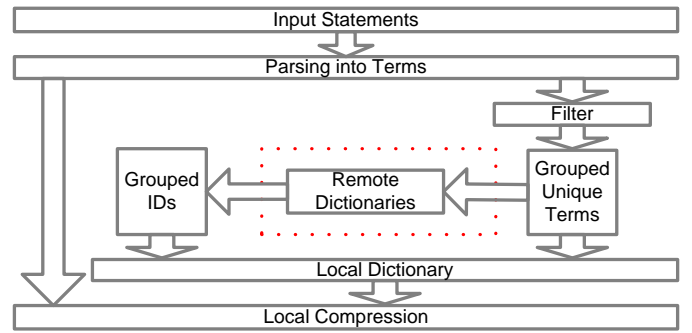 Input Statements
Parsing into Terms
Filter
Grouped
IDs
Remote
Dictionaries
Grouped
Unique
Terms
Local Dictionary
Local Compression